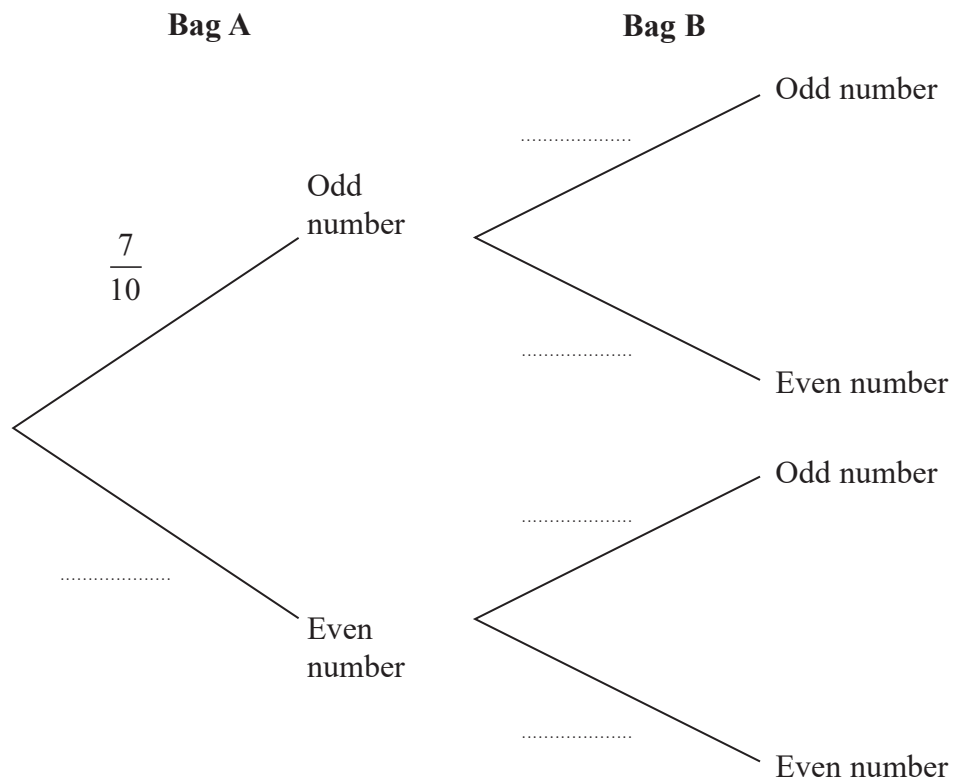 Bag A
Bag B
Odd number
....................
Odd
number
7
10
....................
Even number
Odd number
....................
....................
Even
number
....................
Even number